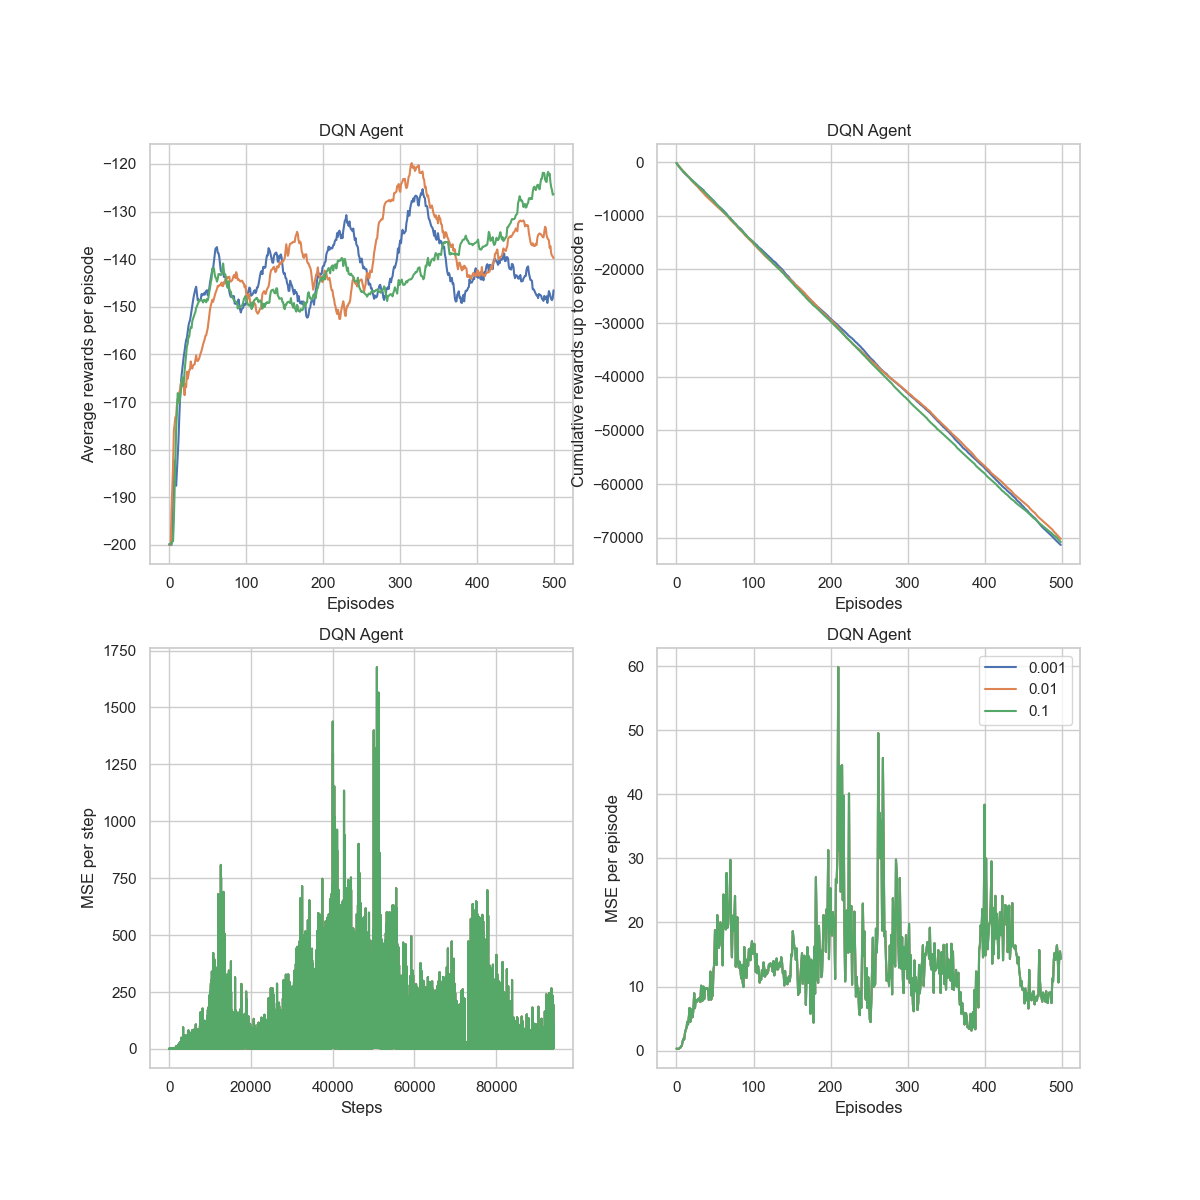 DQN Agent
Average rewards per episode
−120
−130
−140
−150
−160
−170
−180
−190
−200
0 100 200 300 400 500
Episodes
DQN Agent
Cumulative rewards up to episode n
0
−10000
−20000
−30000
−40000
−50000
−60000
−70000
0 100 200 300 400 500
Episodes
DQN Agent
MSE per step
1750
1500
1250
1000
750
500
250
0
0 20000 40000 60000 80000
Steps
DQN Agent
MSE per episode
60
50
40
30
20
10
0
0 100 200 300 400 500
Episodes
0.001
0.01
0.1